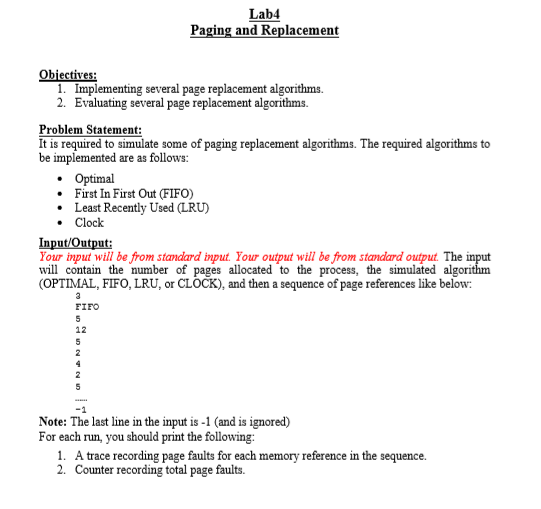 Lab4
Paging and Replacement
Objectives:
1. Implementing several page replacement algorithms.
2. Evaluating several page replacement algorithms.
Problem Statement:
It is required to simulate some of paging replacement algorithms. The required algorithms to
be implemented are as follows:
• Optimal
• First In First Out (FIFO)
• Least Recently Used (LRU)
• Clock
Input/Output:
Your input will be from standard input. Your output will be from standard output. The input
will contain the number of pages allocated to the process, the simulated algorithm
(OPTIMAL, FIFO, LRU, or CLOCK), and then a sequence of page references like below:
3
FIFO
5
12
5
2
4
2
5
……
-1
Note: The last line in the input is -1 (and is ignored)
For each run, you should print the following:
1. A trace recording page faults for each memory reference in the sequence.
2. Counter recording total page faults.